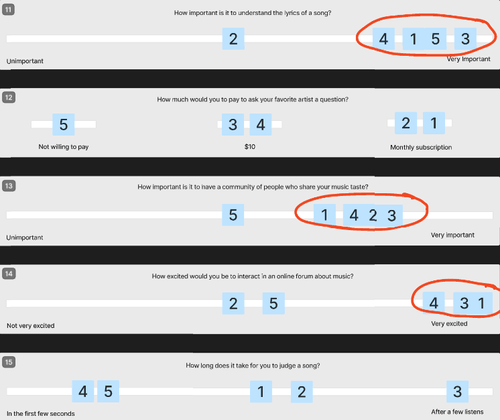 11
How important is it to understand the lyrics of a song?
2 4 1 5 3
Unimportant Very Important
12
How much would you to pay to ask your favorite artist a question?
5 3 4 2 1
Not willing to pay $10 Monthly subscription
13
How important is it to have a community of people who share your music taste?
5 1 4 2 3
Unimportant Very important
14
How excited would you be to interact in an online forum about music?
2 5 4 3 1
Not very excited Very excited
15
How long does it take for you to judge a song?
4 5 1 2 3
In the first few seconds After a few listens